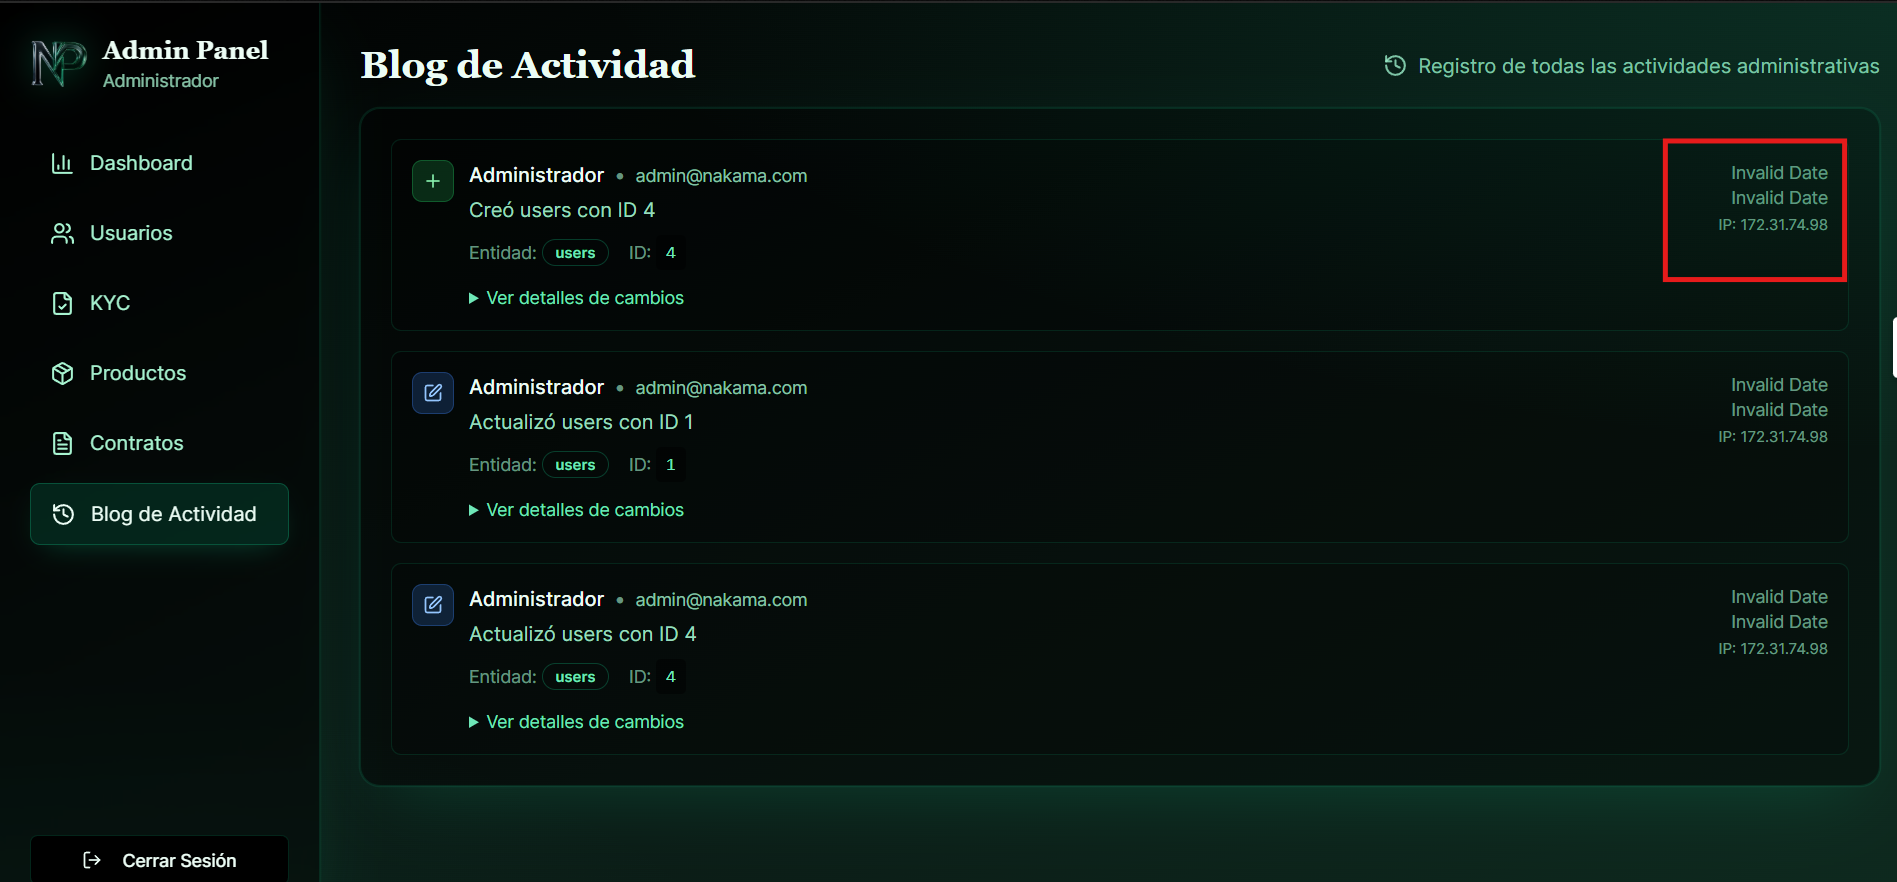 NP
Admin Panel
Administrador
Dashboard
Usuarios
KYC
Productos
Contratos
Blog de Actividad
Cerrar Sesión
Blog de Actividad
Registro de todas las actividades administrativas
Administrador • admin@nakama.com
Creó users con ID 4
Entidad: users ID: 4
▶ Ver detalles de cambios
Invalid Date
Invalid Date
IP: 172.31.74.98
Administrador • admin@nakama.com
Actualizó users con ID 1
Entidad: users ID: 1
▶ Ver detalles de cambios
Invalid Date
Invalid Date
IP: 172.31.74.98
Administrador • admin@nakama.com
Actualizó users con ID 4
Entidad: users ID: 4
▶ Ver detalles de cambios
Invalid Date
Invalid Date
IP: 172.31.74.98